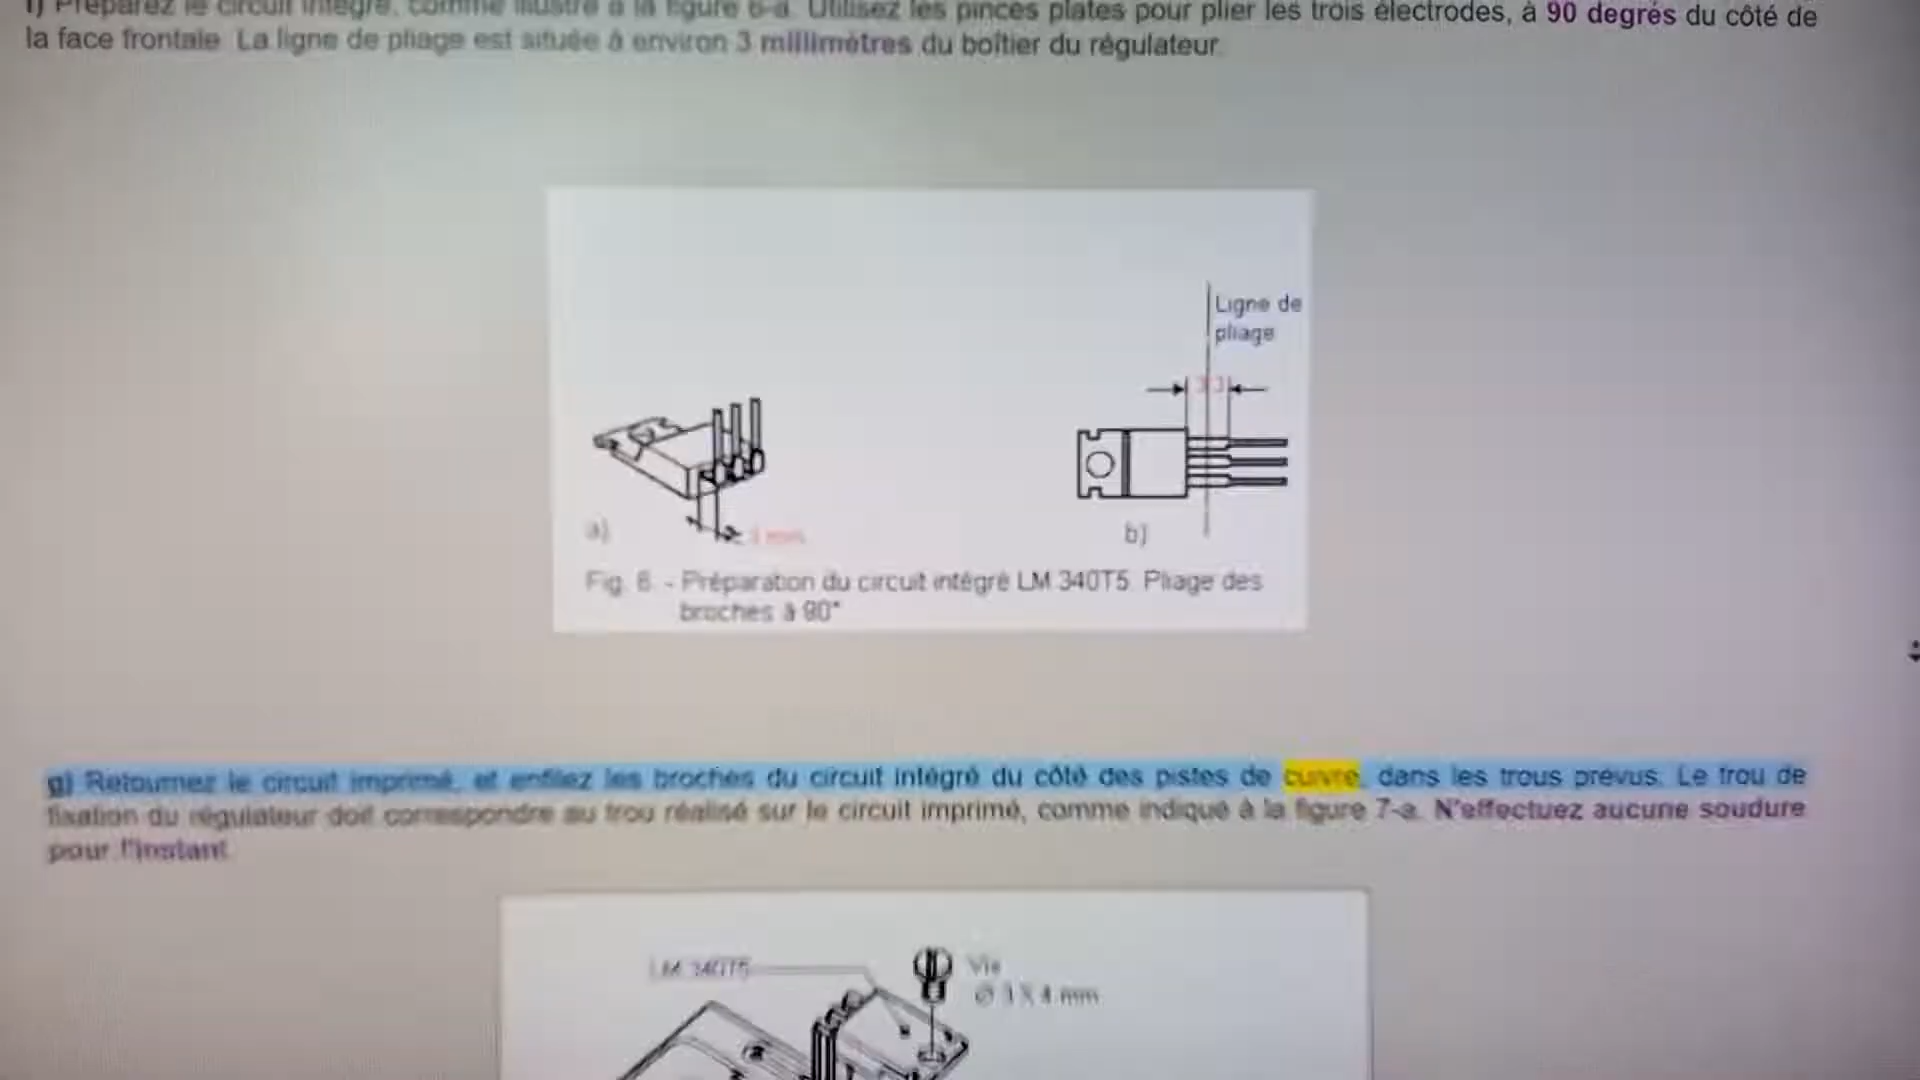 f) Préparez le circuit intégré, comme illustré à la figure 6-a. Utilisez les pinces plates pour plier les trois électrodes, à 90 degrés du côté de
la face frontale. La ligne de pliage est située à environ 3 millimètres du boîtier du régulateur.
Ligne de
pliage
a)
3 mm
b)
Fig. 6. - Préparation du circuit intégré LM 340T5. Pliage des
broches à 90°
g) Retournez le circuit imprimé, et enfilez les broches du circuit intégré du côté des pistes de cuivre, dans les trous prévus. Le trou de
fixation du régulateur doit correspondre au trou réalisé sur le circuit imprimé, comme indiqué à la figure 7-a. N'effectuez aucune soudure
pour l'instant.
LM 340T5
Vis
Ø 3 X 4 mm